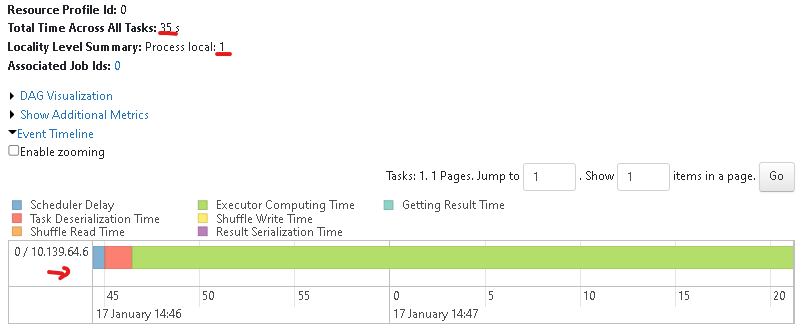 Resource Profile Id: 0
Total Time Across All Tasks: 35 s
Locality Level Summary: Process local: 1
Associated Job Ids: 0
DAG Visualization
Show Additional Metrics
Event Timeline
Enable zooming
Tasks: 1. 1 Pages. Jump to 1 . Show 1 items in a page. Go
Scheduler Delay Executor Computing Time Getting Result Time
Task Deserialization Time Shuffle Write Time
Shuffle Read Time Result Serialization Time
0 / 10.139.64.6
45 50 55 0 5 10 15 20
17 January 14:46 17 January 14:47